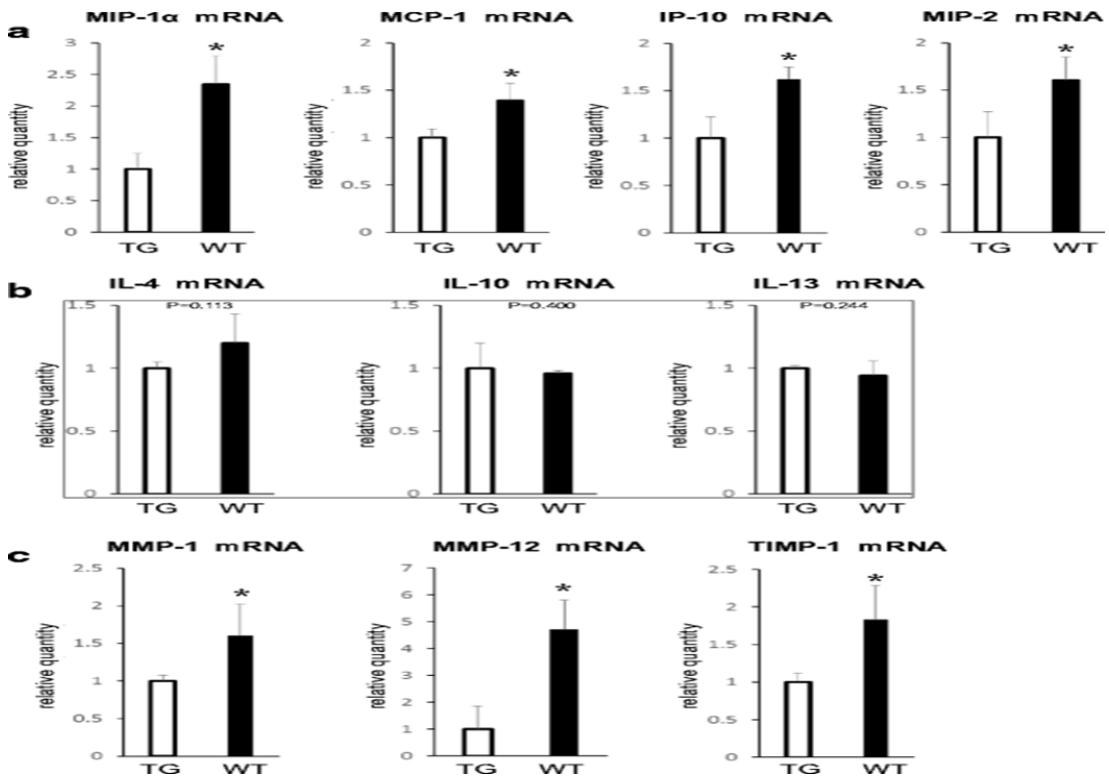 a
MIP-1α mRNA
relative quantity
3
2.5
2
1.5
1
0.5
0
*
TG WT
MCP-1 mRNA
relative quantity
2
1.5
1
0.5
0
*
TG WT
IP-10 mRNA
relative quantity
2
1.5
1
0.5
0
*
TG WT
MIP-2 mRNA
relative quantity
2
1.5
1
0.5
0
*
TG WT
b
IL-4 mRNA
P=0.113
relative quantity
1.5
1
0.5
0
TG WT
IL-10 mRNA
P=0.400
relative quantity
1.5
1
0.5
0
TG WT
IL-13 mRNA
P=0.244
relative quantity
1.5
1
0.5
0
TG WT
c
MMP-1 mRNA
relative quantity
2.5
2
1.5
1
0.5
0
*
TG WT
MMP-12 mRNA
relative quantity
7
6
5
4
3
2
1
0
*
TG WT
TIMP-1 mRNA
relative quantity
2.5
2
1.5
1
0.5
0
*
TG WT